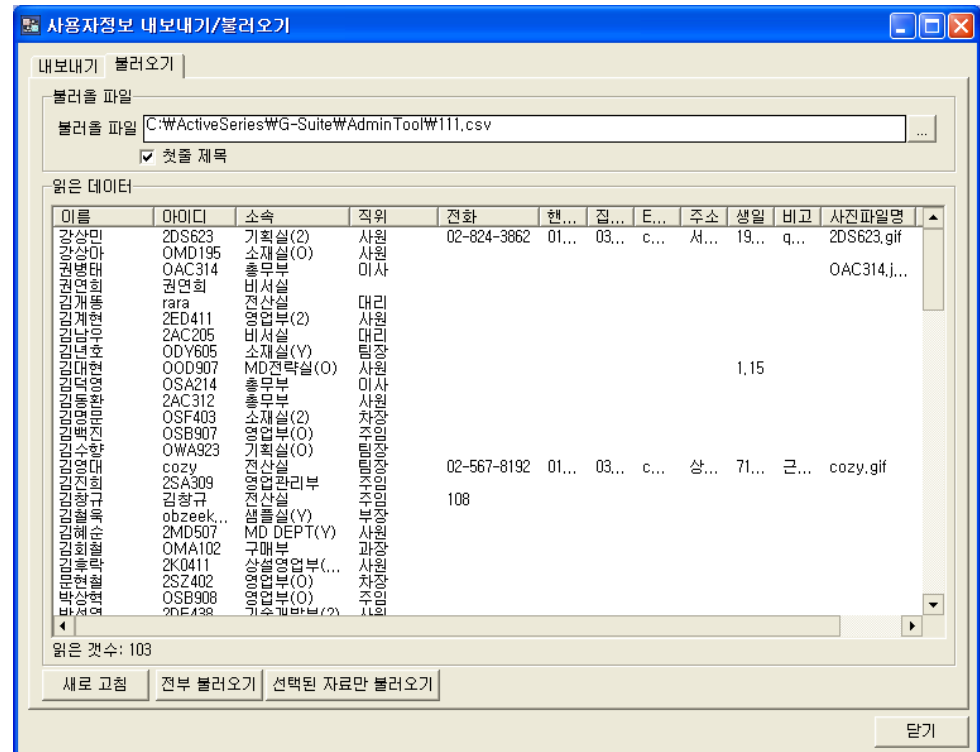 사용자정보 내보내기/불러오기
내보내기 불러오기
불러올 파일
불러올 파일 C:₩ActiveSeries₩G-Suite₩AdminTool₩111.csv ...
첫줄 제목
읽은 데이터
이름 아이디 소속 직위 전화 핸... 집... E... 주소 생일 비고 사진파일명
강상민 2DS623 기획실(2) 사원 02-824-3862 01... 03... c... 서... 19... q... 2DS623.gif
강상마 OMD195 소재실(O) 사원
권병태 OAC314 총무부 이사 OAC314.j...
권연희 권연희 비서실
김개똥 rara 전산실 대리
김계현 2ED411 영업부(2) 사원
김남우 2AC205 비서실 대리
김년호 ODY605 소재실(Y) 팀장
김대현 OOD907 MD전략실(O) 사원 1.15
김덕영 OSA214 총무부 이사
김동환 2AC312 총무부 사원
김명문 OSF403 소재실(2) 차장
김백진 OSB907 영업부(O) 주임
김수향 OWA923 기획실(O) 팀장
김영대 cozy 전산실 팀장 02-567-8192 01... 03... c... 상... 71... 근... cozy.gif
김진희 2SA309 영업관리부 주임
김창규 김창규 전산실 주임 108
김철욱 obzeek... 샘플실(Y) 부장
김혜순 2MD507 MD DEPT(Y) 사원
김회철 OMA102 구매부 과장
김후락 2K0411 상설영업부(... 사원
문현철 2SZ402 영업부(O) 차장
박상혁 OSB908 영업부(O) 주임
박선영 2DE438 기술개발부(2) 사원
읽은 갯수: 103
새로 고침 전부 불러오기 선택된 자료만 불러오기
닫기